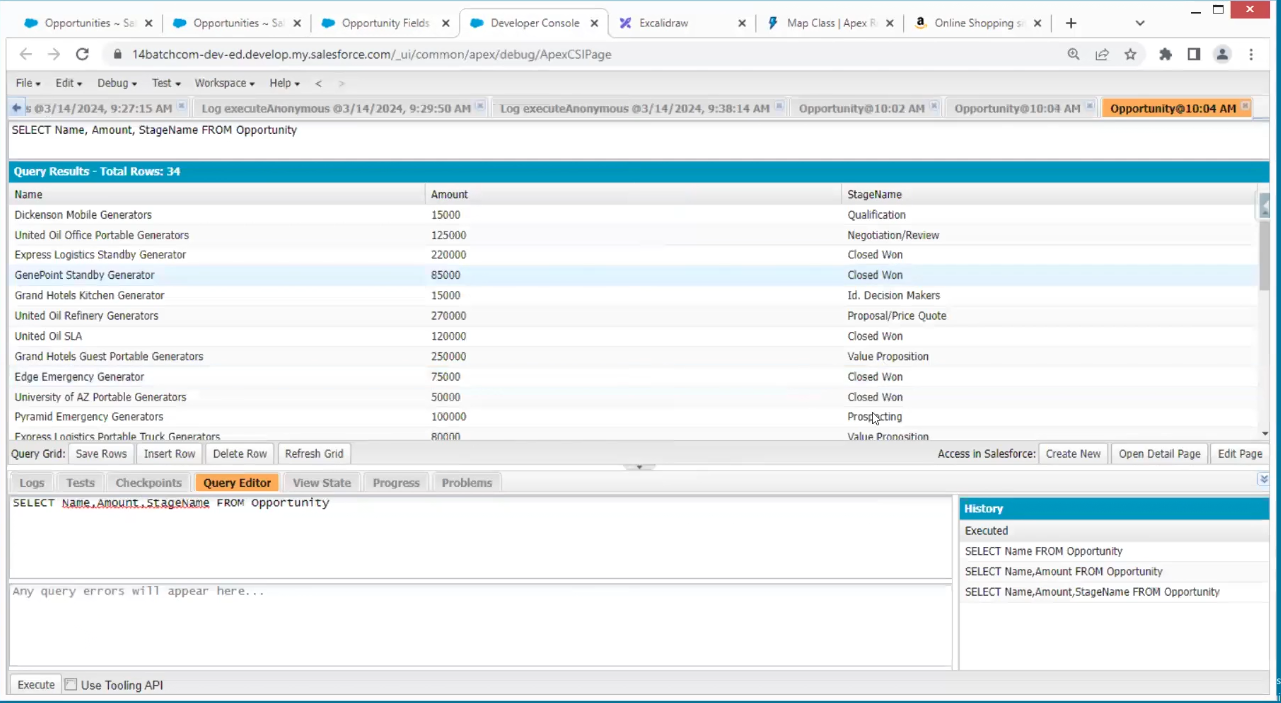 Opportunities ~ Sa
Opportunities ~ Sa
Opportunity Fields
Developer Console
Excalidraw
Map Class | Apex R
Online Shopping si
14batchcom-dev-ed.develop.my.salesforce.com/_ui/common/apex/debug/ApexCSIPage
File Edit Debug Test Workspace Help < >
s @3/14/2024, 9:27:15 AM
Log executeAnonymous @3/14/2024, 9:29:50 AM
Log executeAnonymous @3/14/2024, 9:38:14 AM
Opportunity@10:02 AM
Opportunity@10:04 AM
Opportunity@10:04 AM
SELECT Name, Amount, StageName FROM Opportunity
Query Results - Total Rows: 34
Name Amount StageName
Dickenson Mobile Generators 15000 Qualification
United Oil Office Portable Generators 125000 Negotiation/Review
Express Logistics Standby Generator 220000 Closed Won
GenePoint Standby Generator 85000 Closed Won
Grand Hotels Kitchen Generator 15000 Id. Decision Makers
United Oil Refinery Generators 270000 Proposal/Price Quote
United Oil SLA 120000 Closed Won
Grand Hotels Guest Portable Generators 250000 Value Proposition
Edge Emergency Generator 75000 Closed Won
University of AZ Portable Generators 50000 Closed Won
Pyramid Emergency Generators 100000 Prospecting
Express Logistics Portable Truck Generators 80000 Value Proposition
Query Grid: Save Rows Insert Row Delete Row Refresh Grid Access in Salesforce: Create New Open Detail Page Edit Page
Logs Tests Checkpoints Query Editor View State Progress Problems
SELECT Name,Amount,StageName FROM Opportunity
Any query errors will appear here...
History
Executed
SELECT Name FROM Opportunity
SELECT Name,Amount FROM Opportunity
SELECT Name,Amount,StageName FROM Opportunity
Execute Use Tooling API